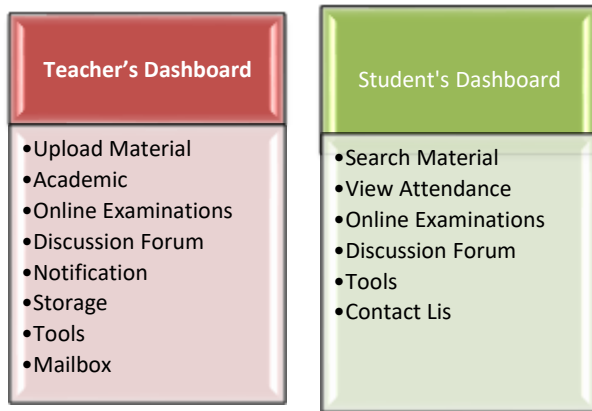 Teacher’s Dashboard
•Upload Material
•Academic
•Online Examinations
•Discussion Forum
•Notification
•Storage
•Tools
•Mailbox
Student's Dashboard
•Search Material
•View Attendance
•Online Examinations
•Discussion Forum
•Tools
•Contact Lis